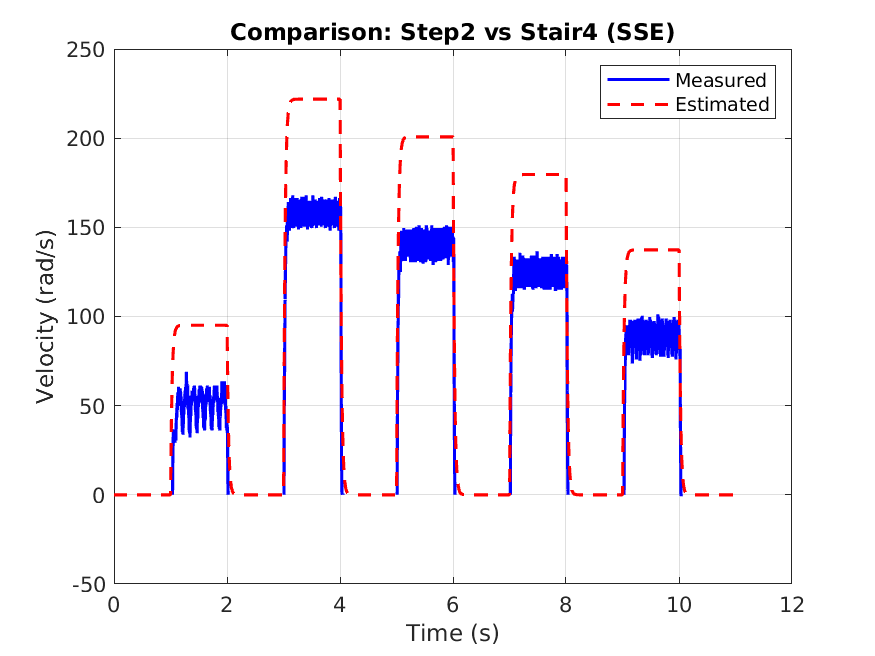 Comparison: Step2 vs Stair4 (SSE)
Measured
Estimated
Velocity (rad/s)
250
200
150
100
50
0
-50
0 2 4 6 8 10 12
Time (s)